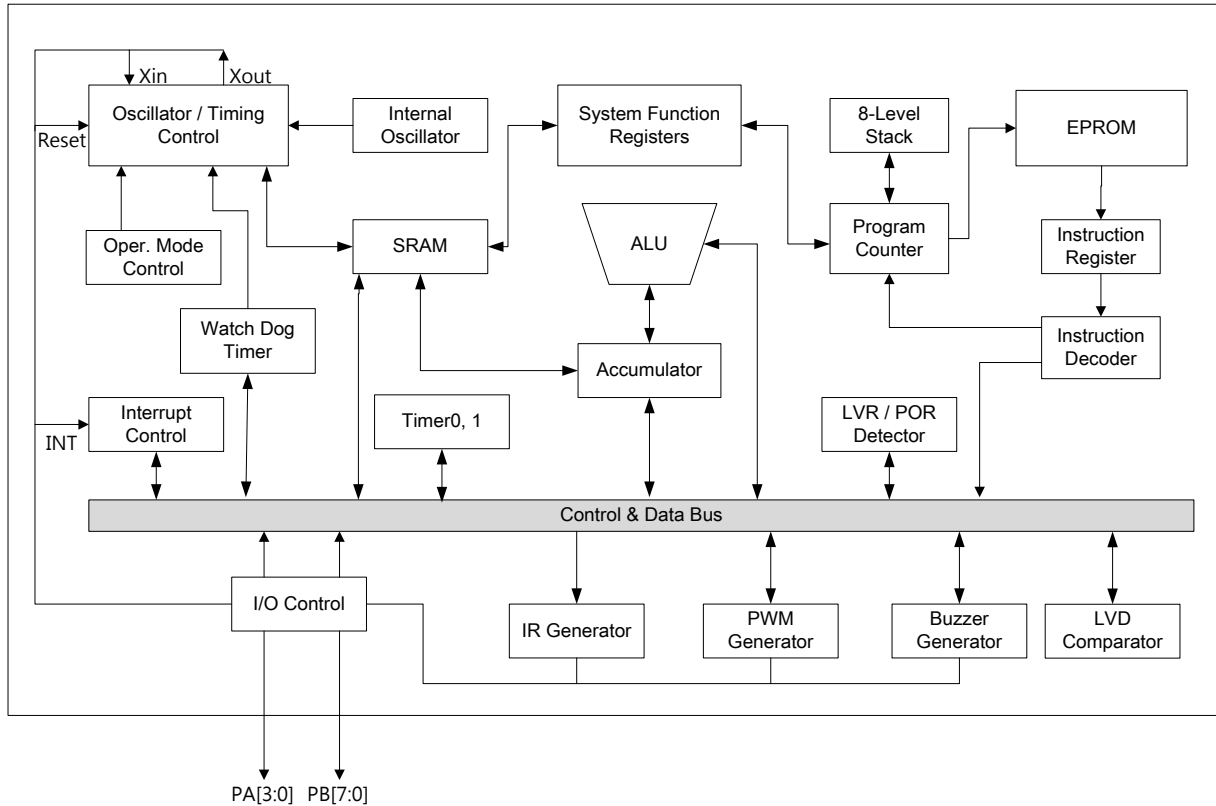 Xin
Xout
Oscillator / Timing
Control
Reset
Internal
Oscillator
System Function
Registers
8-Level
Stack
EPROM
Oper. Mode
Control
SRAM
ALU
Program
Counter
Instruction
Register
Watch Dog
Timer
Accumulator
Instruction
Decoder
Interrupt
Control
INT
Timer0, 1
LVR / POR
Detector
Control & Data Bus
I/O Control
IR Generator
PWM
Generator
Buzzer
Generator
LVD
Comparator
PA[3:0]
PB[7:0]